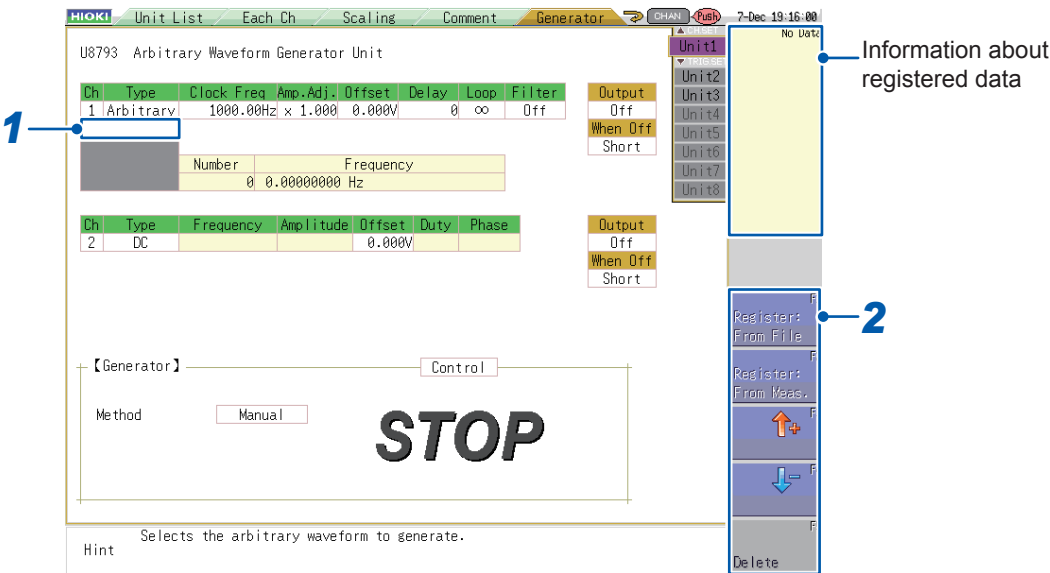 HIOKI Unit List Each Ch Scaling Comment Generator CHAN Push 7-Dec 19:16:00
U8793 Arbitrary Waveform Generator Unit
Ch Type Clock Freq Amp.Adj. Offset Delay Loop Filter
1 Arbitrary 1000.00Hz x 1.000 0.000V 0 ∞ Off
Number Frequency
0 0.00000000 Hz
Output
Off
When Off
Short
Ch Type Frequency Amplitude Offset Duty Phase
2 DC 0.000V
Output
Off
When Off
Short
【Generator】 Control
Method Manual
STOP
Hint Selects the arbitrary waveform to generate.
▲ CH.SET
Unit1
▼ TRIG.SE
Unit2
Unit3
Unit4
Unit5
Unit6
Unit7
Unit8
No Data
F
Register:
From File
F
Register:
From Meas.
F
+
F
-
F
Delete
1
2
Information about
registered data